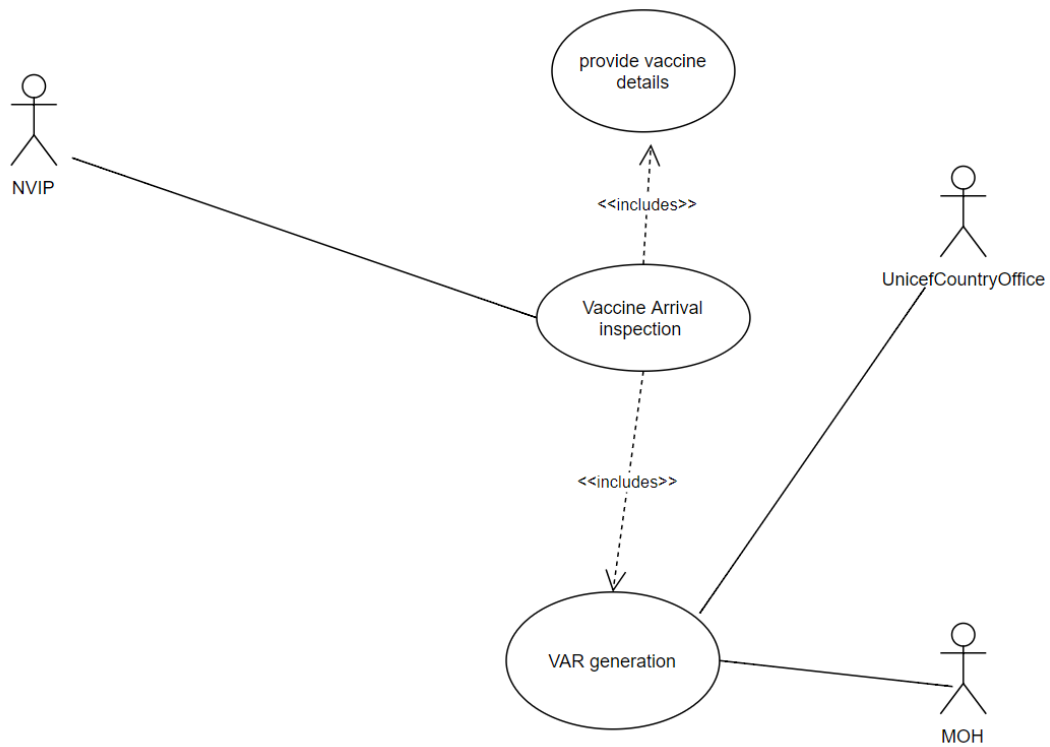 provide vaccine
details
NVIP
<<includes>>
UnicefCountryOffice
Vaccine Arrival
inspection
<<includes>>
VAR generation
MOH